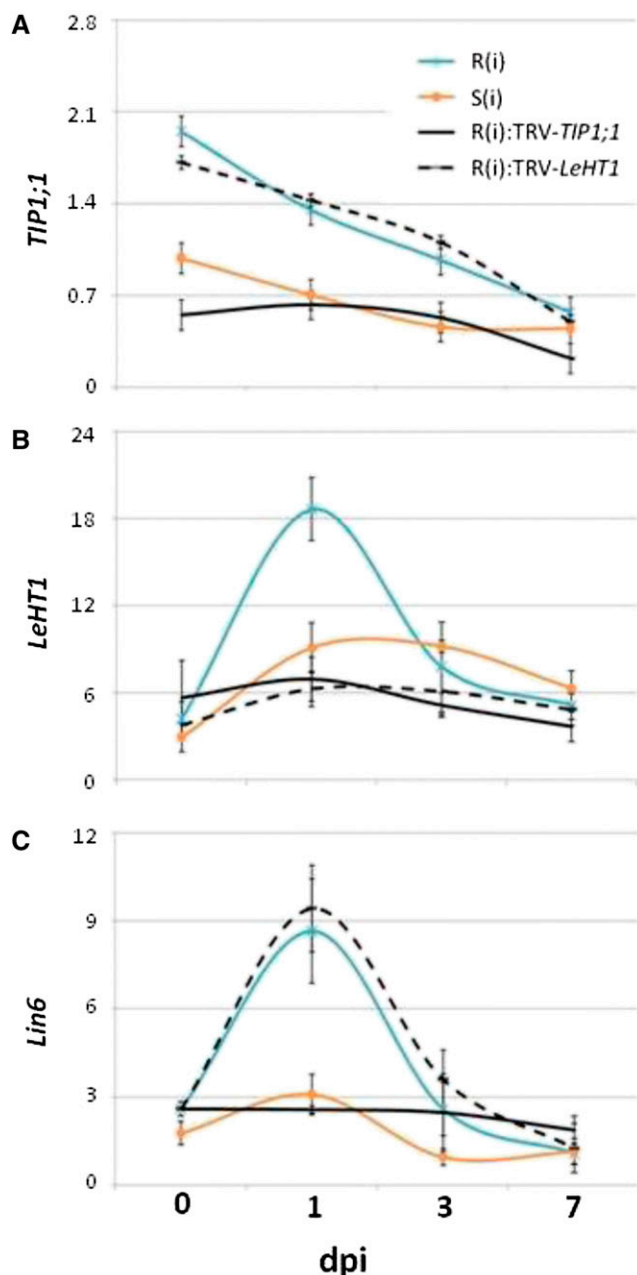 A
TIP1;1
2.8
2.1
1.4
0.7
0
R(i)
S(i)
R(i):TRV-TIP1;1
R(i):TRV-LeHT1
B
LeHT1
24
18
12
6
0
C
Lin6
12
9
6
3
0
0 1 3 7
dpi